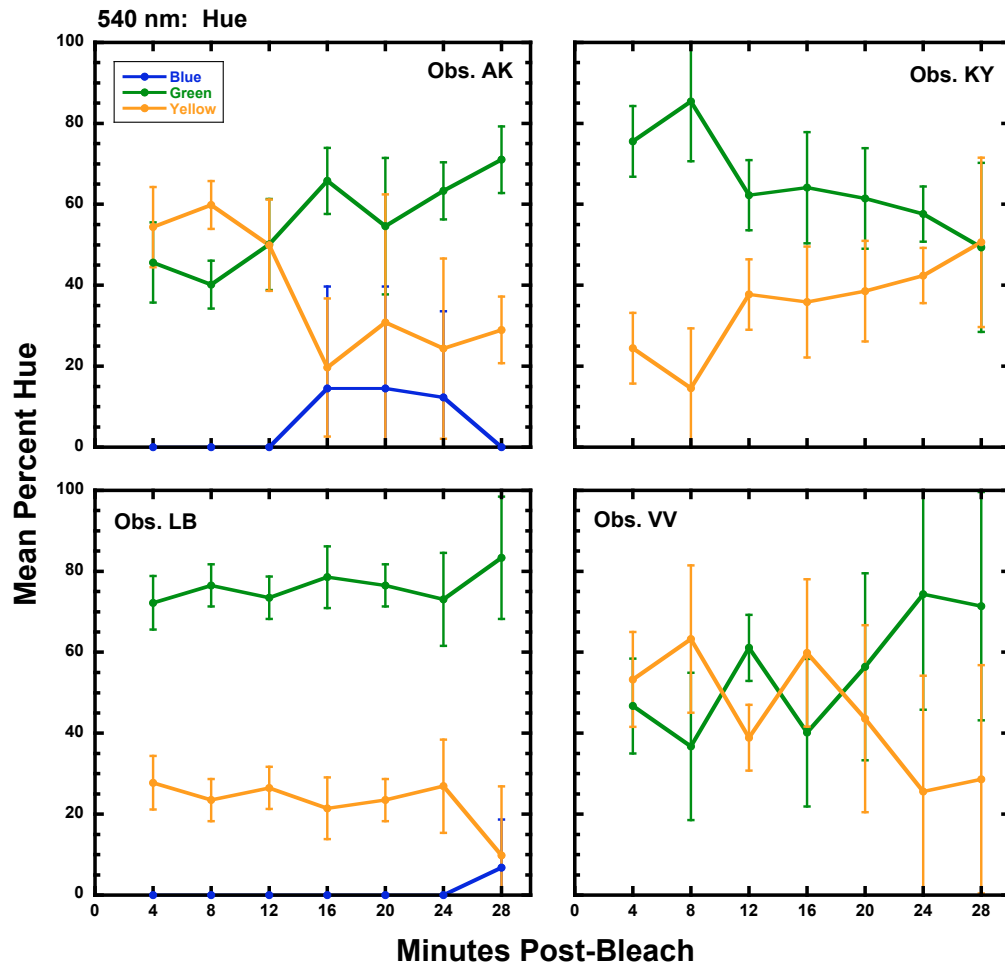 540 nm: Hue
100
80
60
40
20
0
Blue
Green
Yellow
Obs. AK
Obs. KY
Mean Percent Hue
100
80
60
40
20
0
Obs. LB
Obs. VV
0 4 8 12 16 20 24 28
0 4 8 12 16 20 24 28
Minutes Post-Bleach